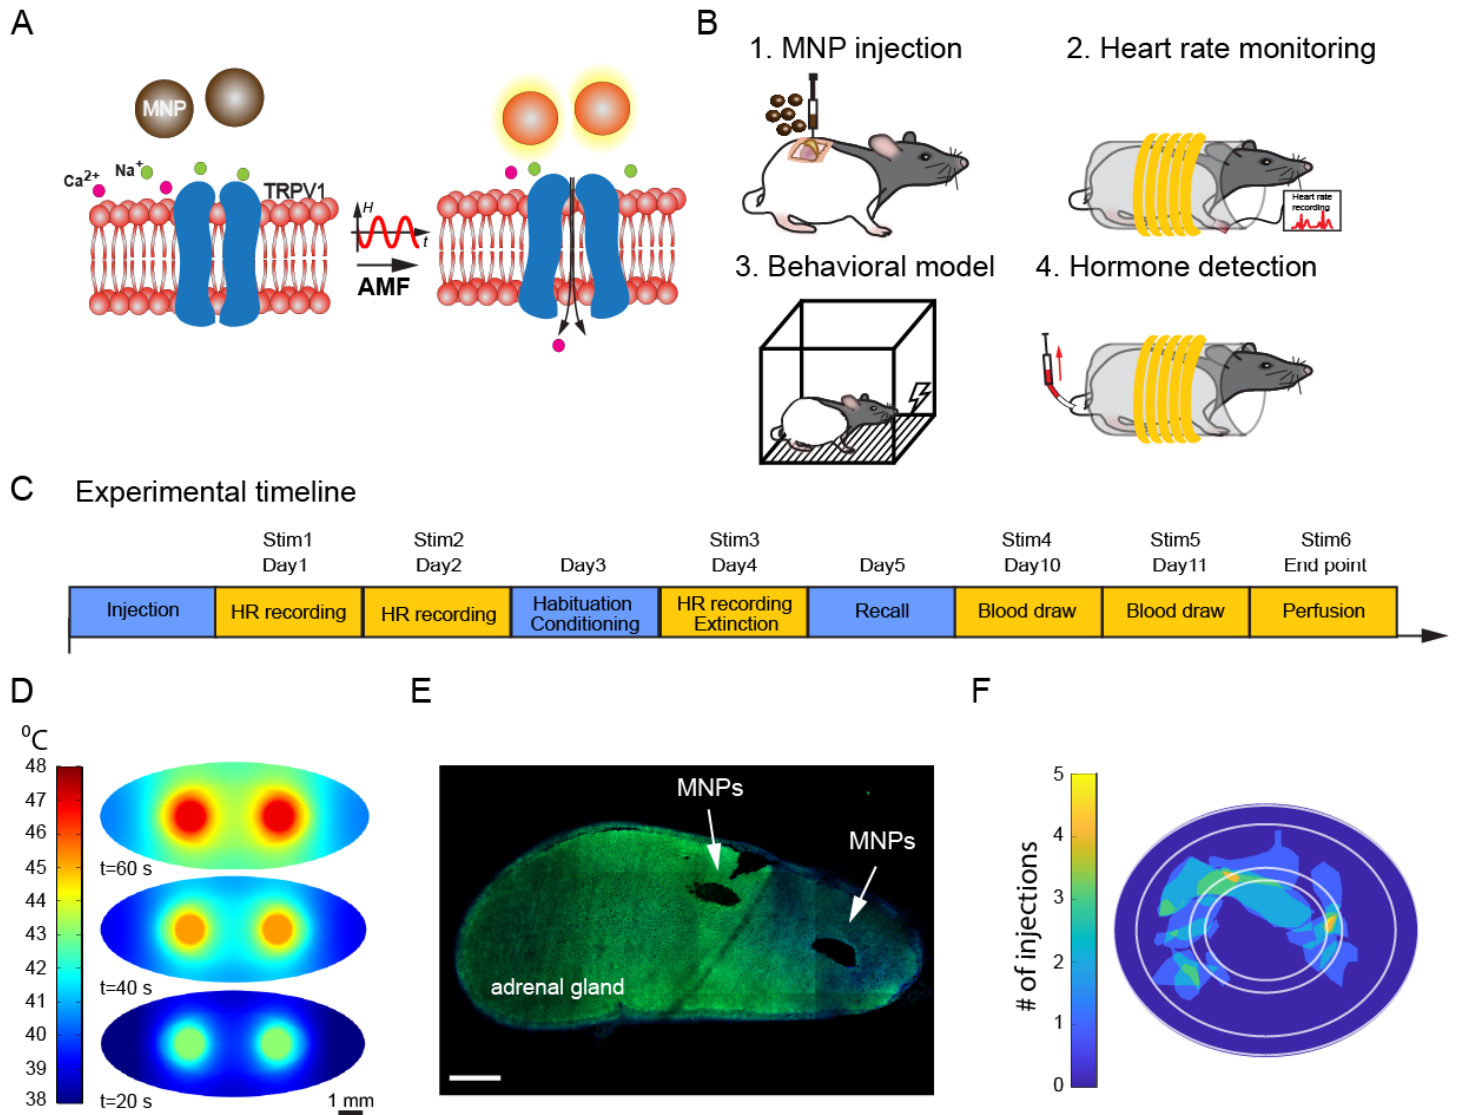 A
MNP
Ca2+
Na+
TRPV1
H
t
AMF
B
1. MNP injection
2. Heart rate monitoring
Heart rate
recording
3. Behavioral model
4. Hormone detection
C
Experimental timeline
Stim1
Day1
Stim2
Day2
Day3
Stim3
Day4
Day5
Stim4
Day10
Stim5
Day11
Stim6
End point
Injection
HR recording
HR recording
Habituation
Conditioning
HR recording
Extinction
Recall
Blood draw
Blood draw
Perfusion
D
⁰C
48
47
46
45
44
43
42
41
40
39
38
t=60 s
t=40 s
t=20 s
1 mm
E
MNPs
MNPs
adrenal gland
F
# of injections
5
4
3
2
1
0